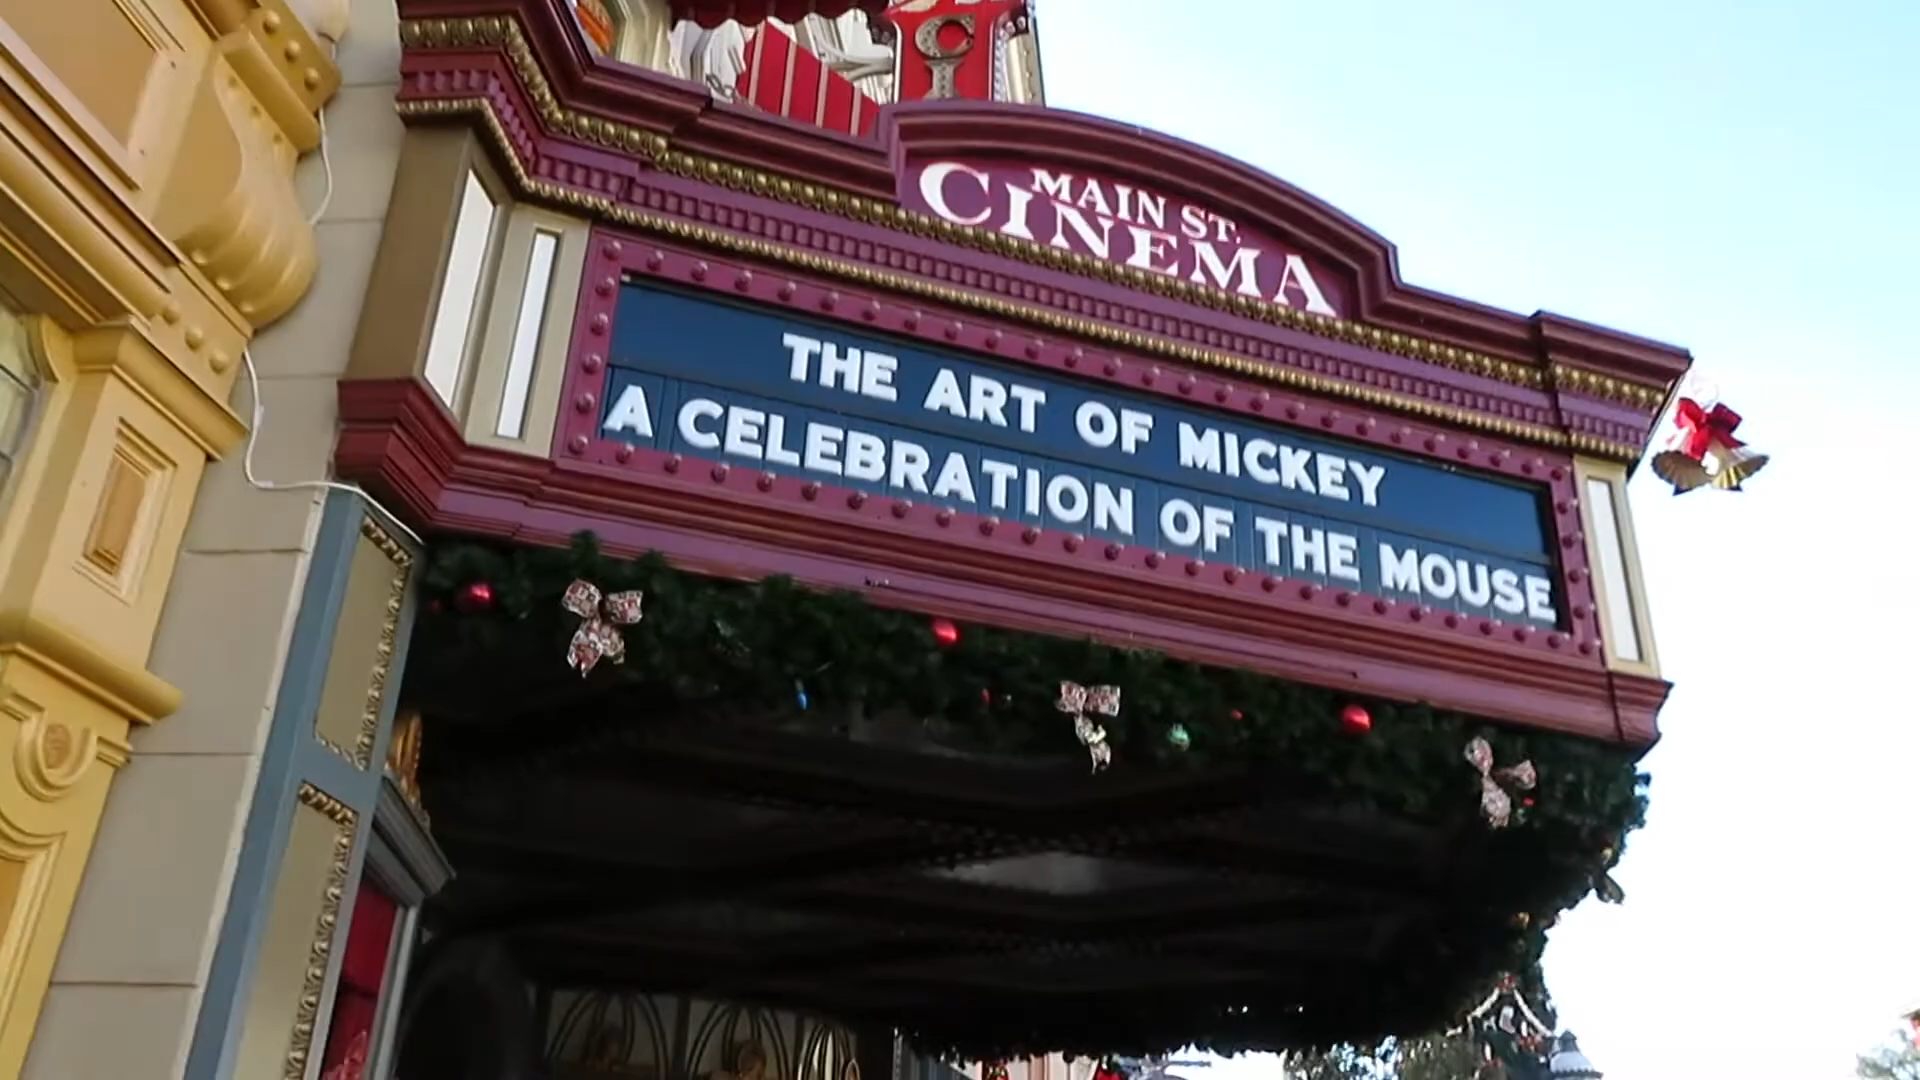 C
MAIN ST.
CINEMA
THE ART OF MICKEY
A CELEBRATION OF THE MOUSE